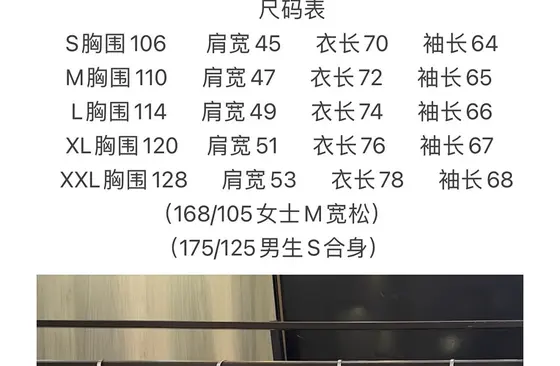 尺码表
S胸围106 肩宽45 衣长70 袖长64
M胸围110 肩宽47 衣长72 袖长65
L胸围114 肩宽49 衣长74 袖长66
XL胸围120 肩宽51 衣长76 袖长67
XXL胸围128 肩宽53 衣长78 袖长68
（168/105女士M宽松）
（175/125男生S合身）